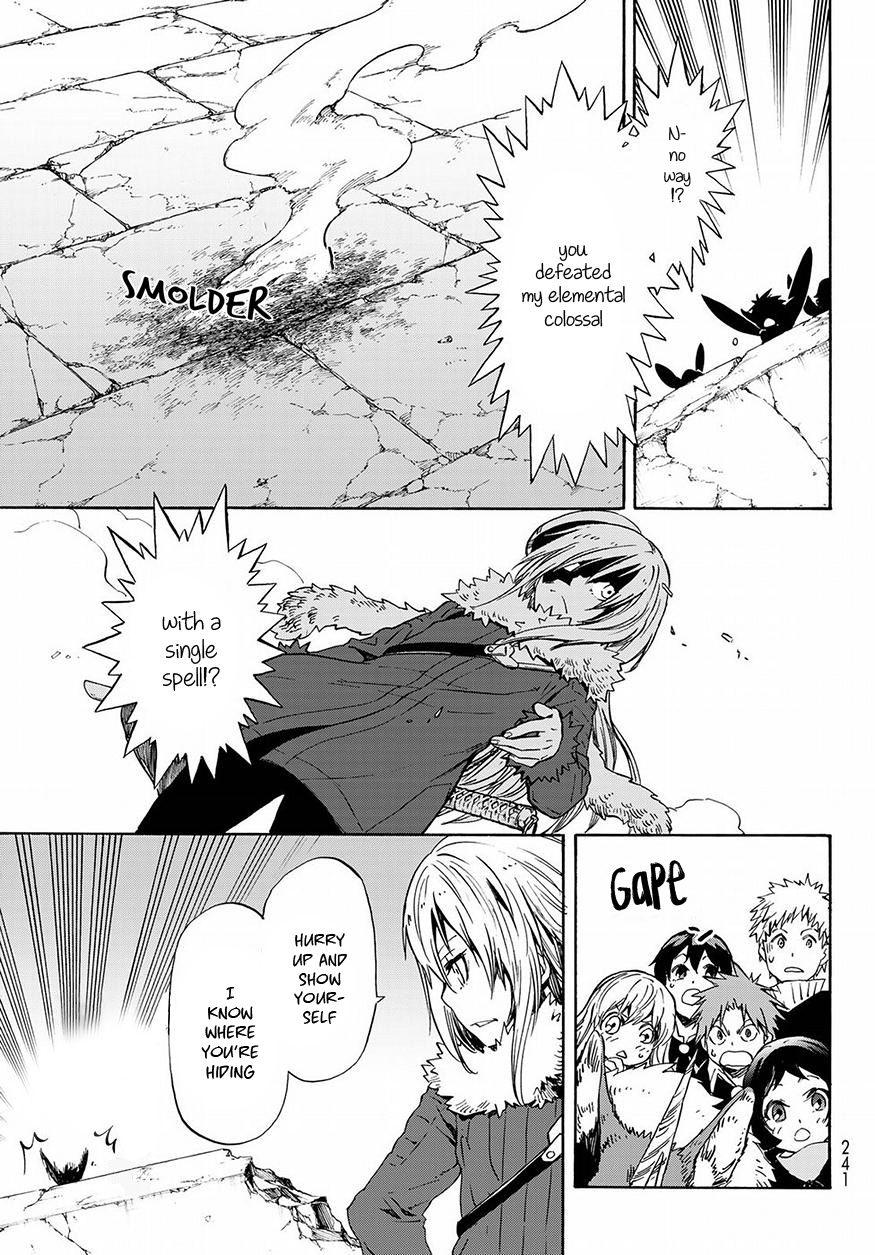 N-
no
way
!?
you
defeated
my elemental
colossal
SMOLDER
with a
single
spell!?
GAPE
HURRY
UP AND
SHOW
YOUR-
SELF
I
KNOW
WHERE
YOU'RE
HIDING
241